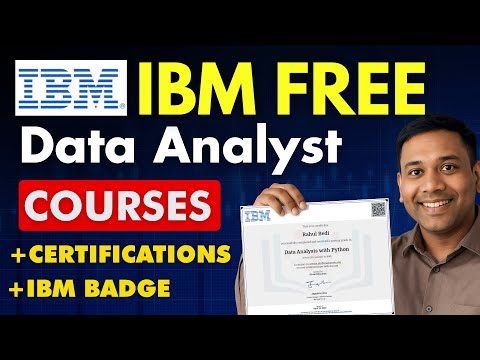 IBM®
IBM FREE
Data Analyst
COURSES
+CERTIFICATIONS
+IBM BADGE
IBM
Rahul Bedi
Data Analysis with Python